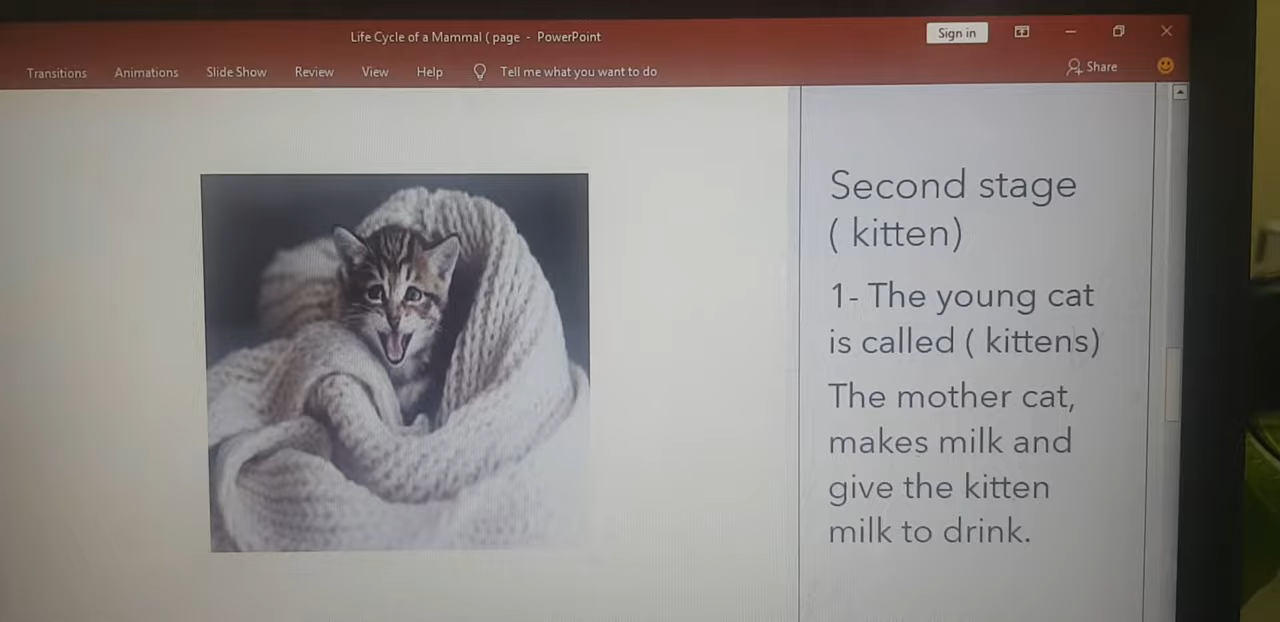 Life Cycle of a Mammal ( page - PowerPoint
Sign in
Transitions Animations Slide Show Review View Help Tell me what you want to do
Share
Second stage
( kitten)
1- The young cat
is called ( kittens)
The mother cat,
makes milk and
give the kitten
milk to drink.